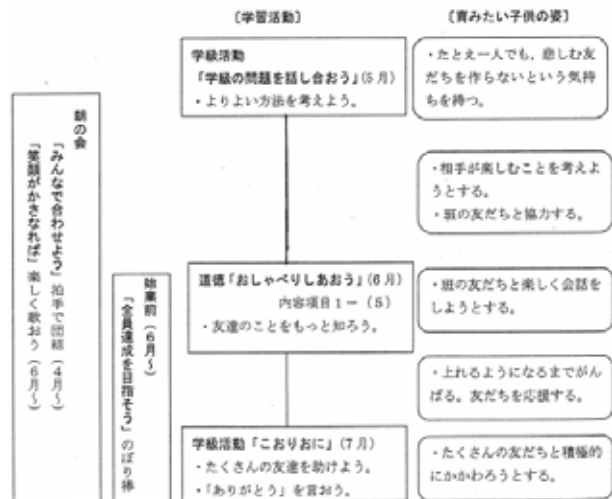 〔学習活動〕
〔育みたい子供の姿〕
学級活動
「学級の問題を話し合おう」(5月)
・よりよい方法を考えよう。
・たとえ一人でも，悲しむ友
だちを作らないという気持
ちを持つ。
朝の会
「みんなで合わせよう」拍手で団結（4月～）
「笑顔がかさなれば」楽しく歌おう（6月～）
・相手が楽しむことを考えよ
うとする。
・班の友だちと協力する。
始業前（6月～）
「全員達成を目指そう」のぼり棒
道徳「おしゃべりしあおう」(6月)
内容項目1－（5）
・友達のことをもっと知ろう。
・班の友だちと楽しく会話を
しようとする。
・上れるようになるまでがん
ばる。友だちを応援する。
学級活動「こおりおに」(7月)
・たくさんの友達を助けよう。
・「ありがとう」を言おう。
・たくさんの友だちと積極的
にかかわろうとする。